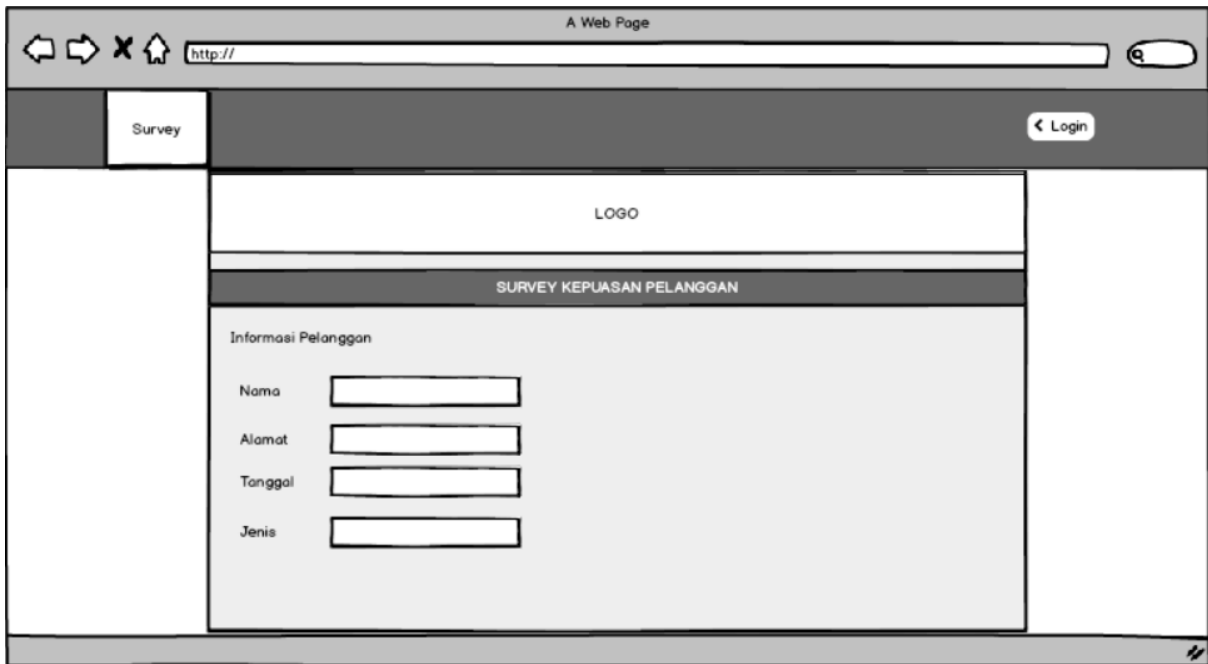 A Web Page
http://
Survey
Login
LOGO
SURVEY KEPUASAN PELANGGAN
Informasi Pelanggan
Nama
Alamat
Tanggal
Jenis